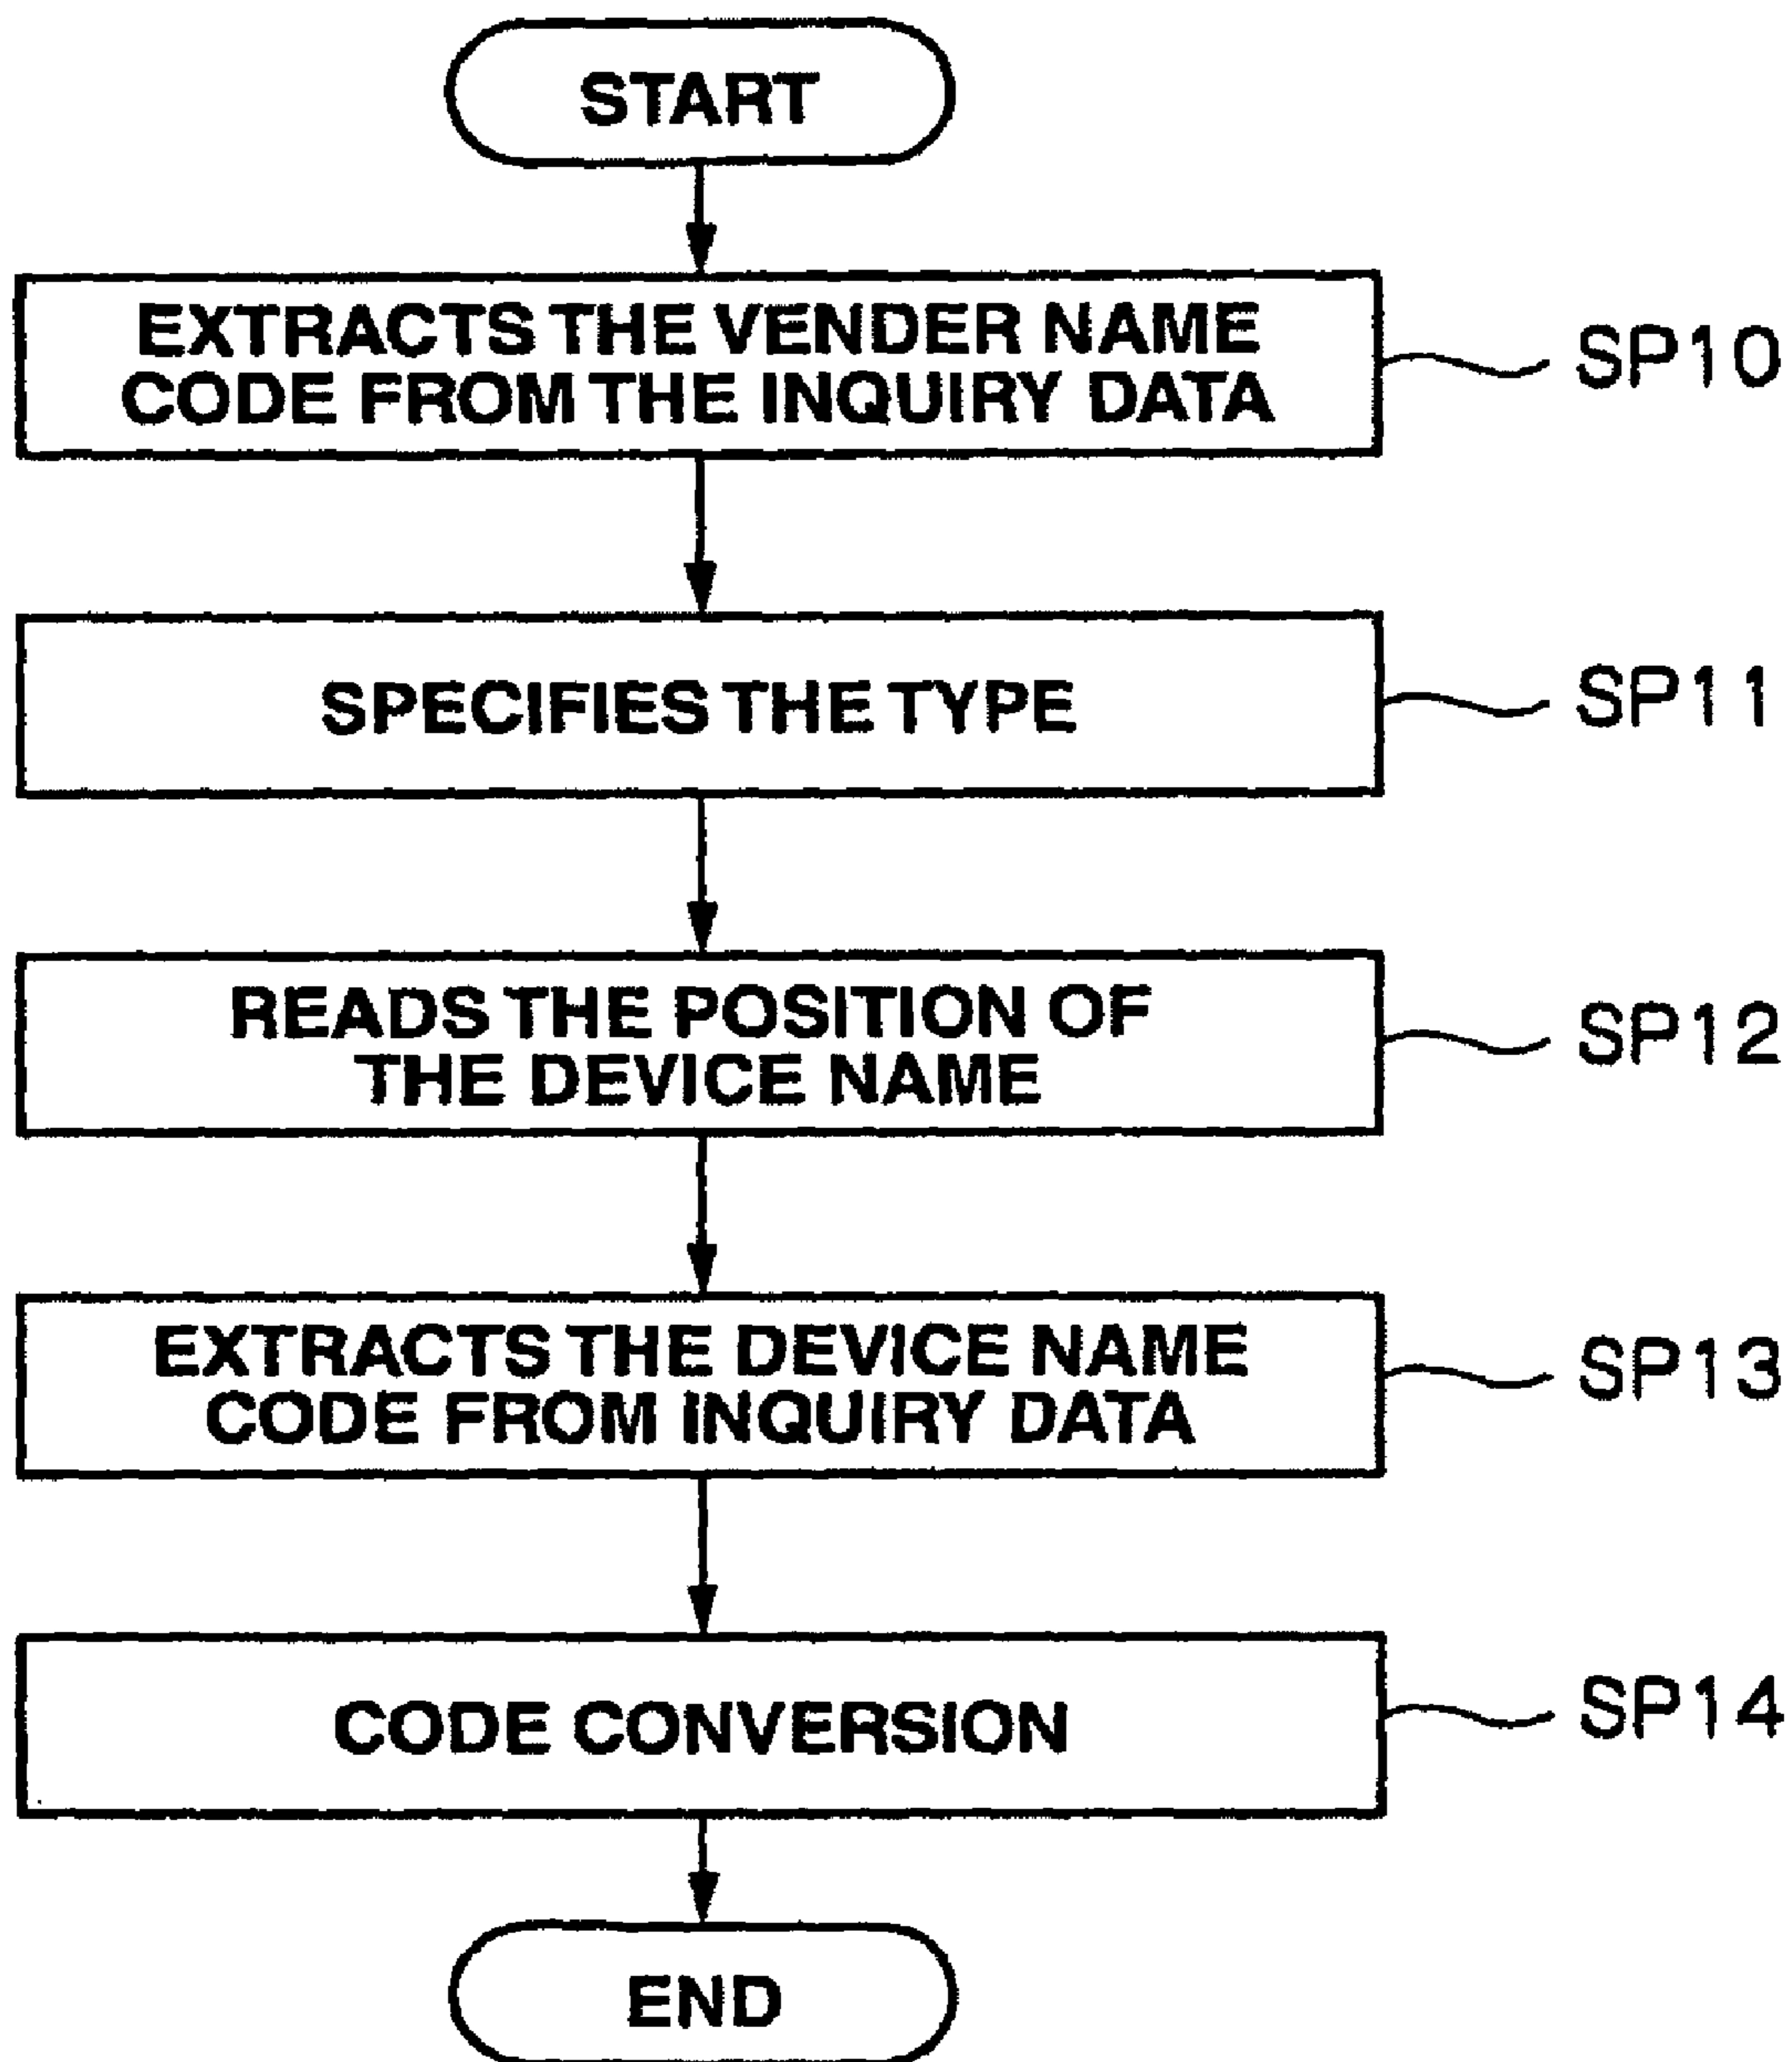 START
EXTRACTS THE VENDER NAME
CODE FROM THE INQUIRY DATA
SP10
SPECIFIES THE TYPE
SP11
READS THE POSITION OF
THE DEVICE NAME
SP12
EXTRACTS THE DEVICE NAME
CODE FROM INQUIRY DATA
SP13
CODE CONVERSION
SP14
END